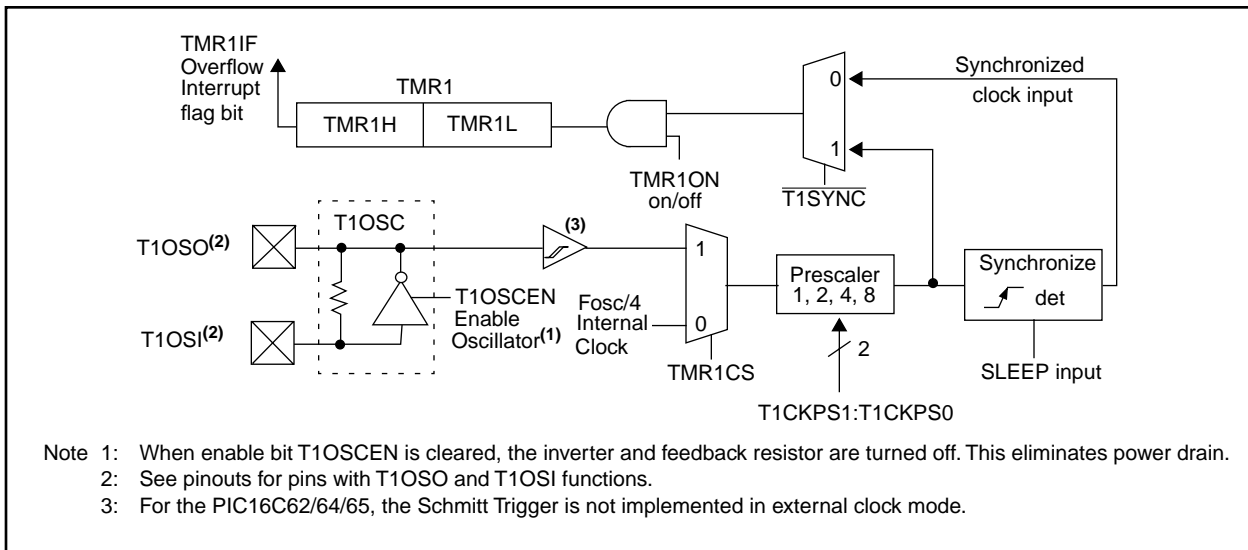 TMR1IF
Overflow
Interrupt
flag bit
TMR1
TMR1H
TMR1L
TMR1ON
on/off
0
1
T1SYNC
Synchronized
clock input
T1OSC
T1OSO(2)
T1OSI(2)
T1OSCEN
Enable
Oscillator(1)
(3)
Fosc/4
Internal
Clock
1
0
TMR1CS
Prescaler
1, 2, 4, 8
2
T1CKPS1:T1CKPS0
Synchronize
det
SLEEP input
Note 1: When enable bit T1OSCEN is cleared, the inverter and feedback resistor are turned off. This eliminates power drain.
2: See pinouts for pins with T1OSO and T1OSI functions.
3: For the PIC16C62/64/65, the Schmitt Trigger is not implemented in external clock mode.